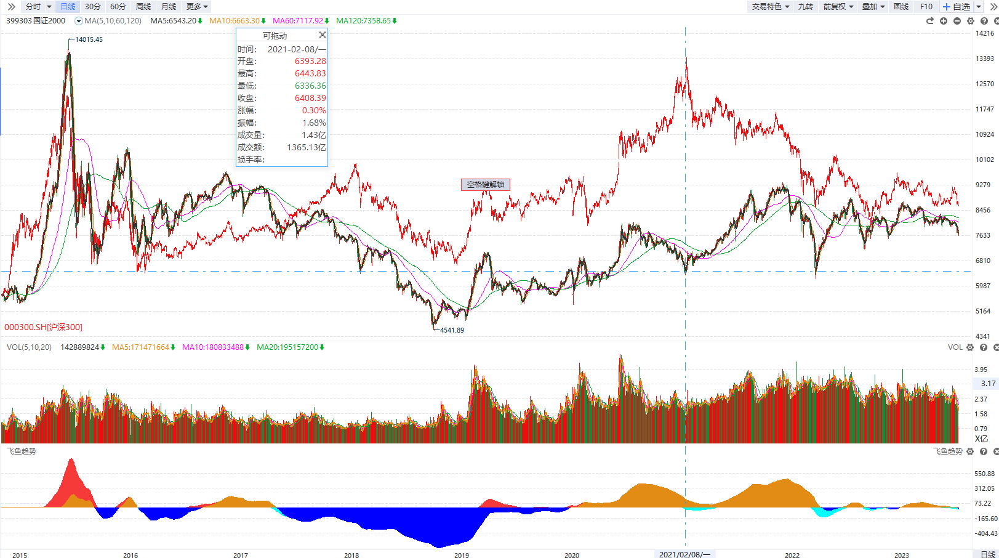 分时 日线 30分 60分 周线 月线 更多 交易特色 九转 前复权 叠加 画线 F10 自选
399303 国证2000 MA(5,10,60,120) MA5:6543.20 MA10:6663.30 MA60:7117.92 MA120:7358.65
可拖动
时间: 2021-02-08/一
开盘: 6393.28
最高: 6443.83
最低: 6336.36
收盘: 6408.39
涨幅: 0.30%
振幅: 1.68%
成交量: 1.43亿
成交额: 1365.13亿
换手率:
14015.45
空格键解锁
4541.89
000300.SH[沪深300]
14216
13393
12570
11747
10924
10102
9279
8456
7633
6810
5987
5164
4341
VOL(5,10,20) 142889824 MA5:171471664 MA10:180833488 MA20:195157200 VOL
3.95
3.17
2.37
1.58
0.79
X亿
飞鱼趋势 飞鱼趋势
550.88
312.05
73.22
-165.60
-404.43
2015 2016 2017 2018 2019 2020 2021/02/08/一 2022 2023 日线